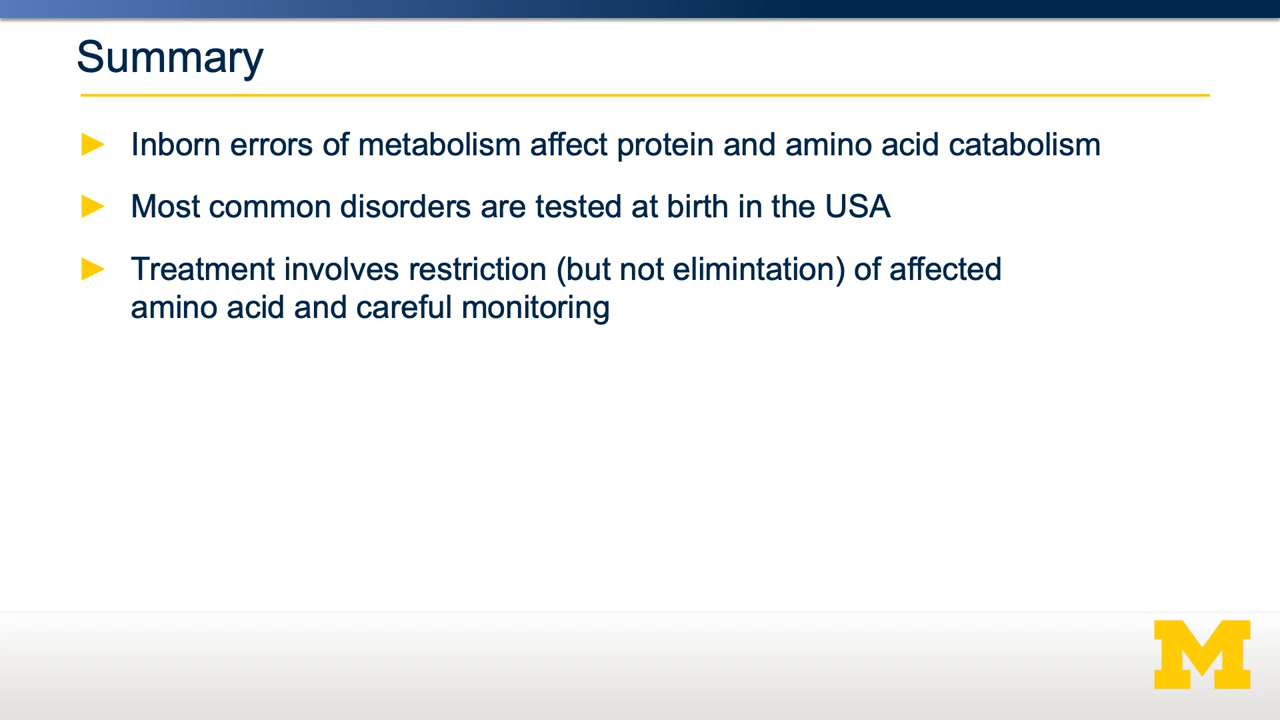 Summary
Inborn errors of metabolism affect protein and amino acid catabolism
Most common disorders are tested at birth in the USA
Treatment involves restriction (but not elimintation) of affected
amino acid and careful monitoring
M